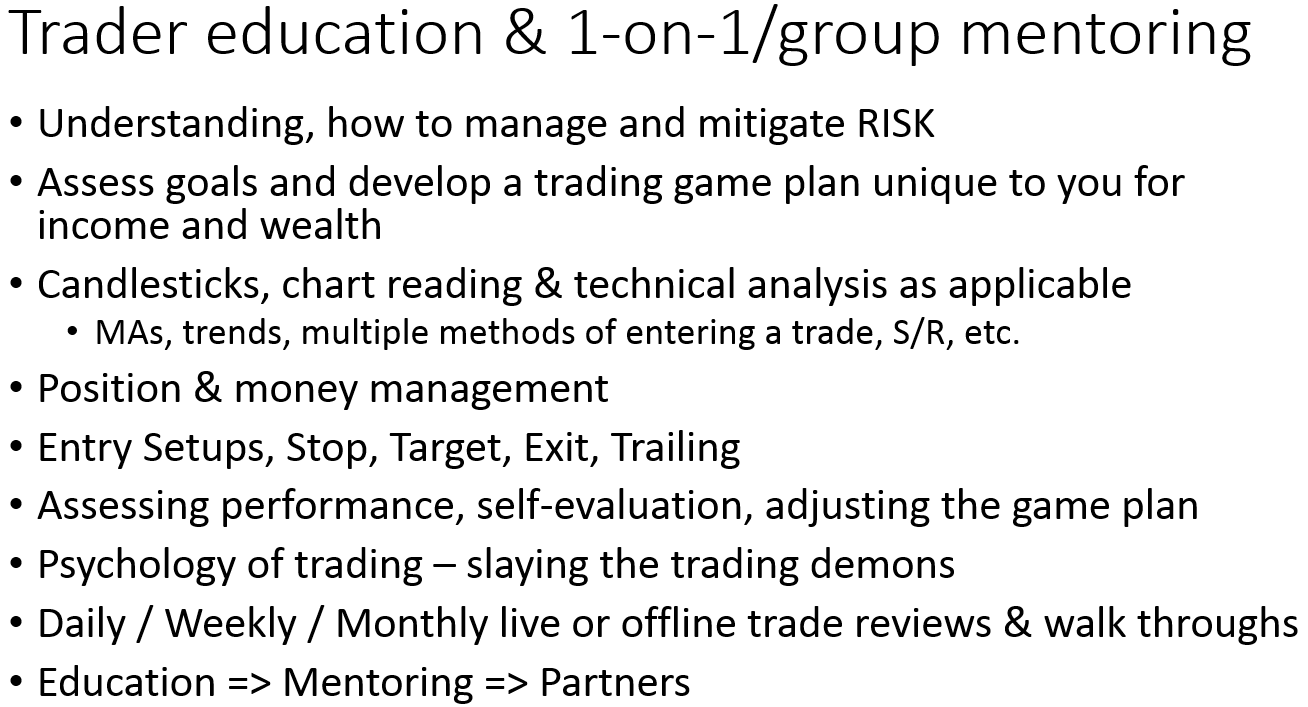 Trader education & 1-on-1/group mentoring
• Understanding, how to manage and mitigate RISK
• Assess goals and develop a trading game plan unique to you for
income and wealth
• Candlesticks, chart reading & technical analysis as applicable
• MAs, trends, multiple methods of entering a trade, S/R, etc.
• Position & money management
• Entry Setups, Stop, Target, Exit, Trailing
• Assessing performance, self-evaluation, adjusting the game plan
• Psychology of trading – slaying the trading demons
• Daily / Weekly / Monthly live or offline trade reviews & walk throughs
• Education => Mentoring => Partners